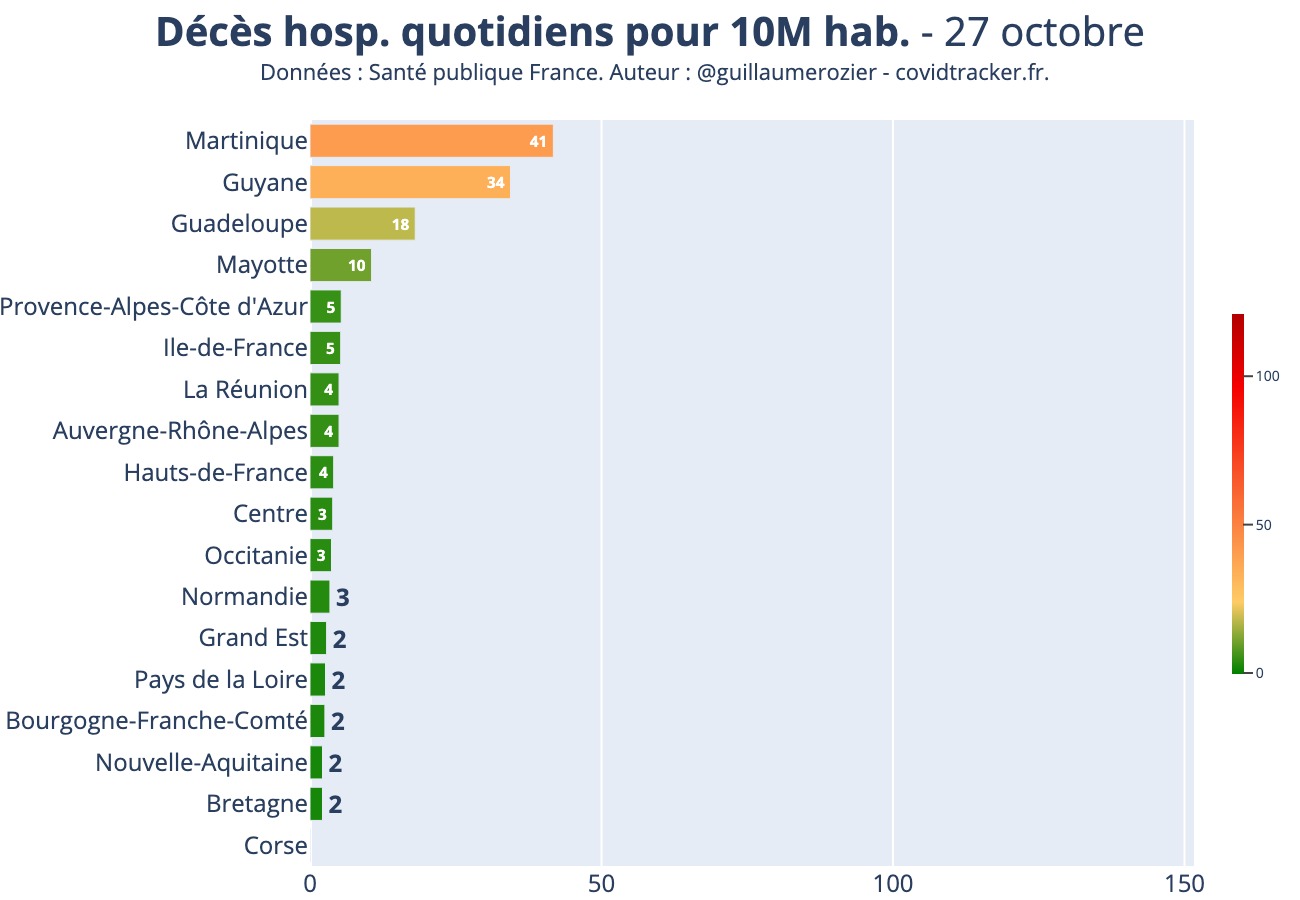 Décès hosp. quotidiens pour 10M hab. - 27 octobre
Données : Santé publique France. Auteur : @guillaumerozier - covidtracker.fr.
Martinique 41
Guyane 34
Guadeloupe 18
Mayotte 10
Provence-Alpes-Côte d'Azur 5
Ile-de-France 5
La Réunion 4
Auvergne-Rhône-Alpes 4
Hauts-de-France 4
Centre 3
Occitanie 3
Normandie 3
Grand Est 2
Pays de la Loire 2
Bourgogne-Franche-Comté 2
Nouvelle-Aquitaine 2
Bretagne 2
Corse
0 50 100 150
100
50
0